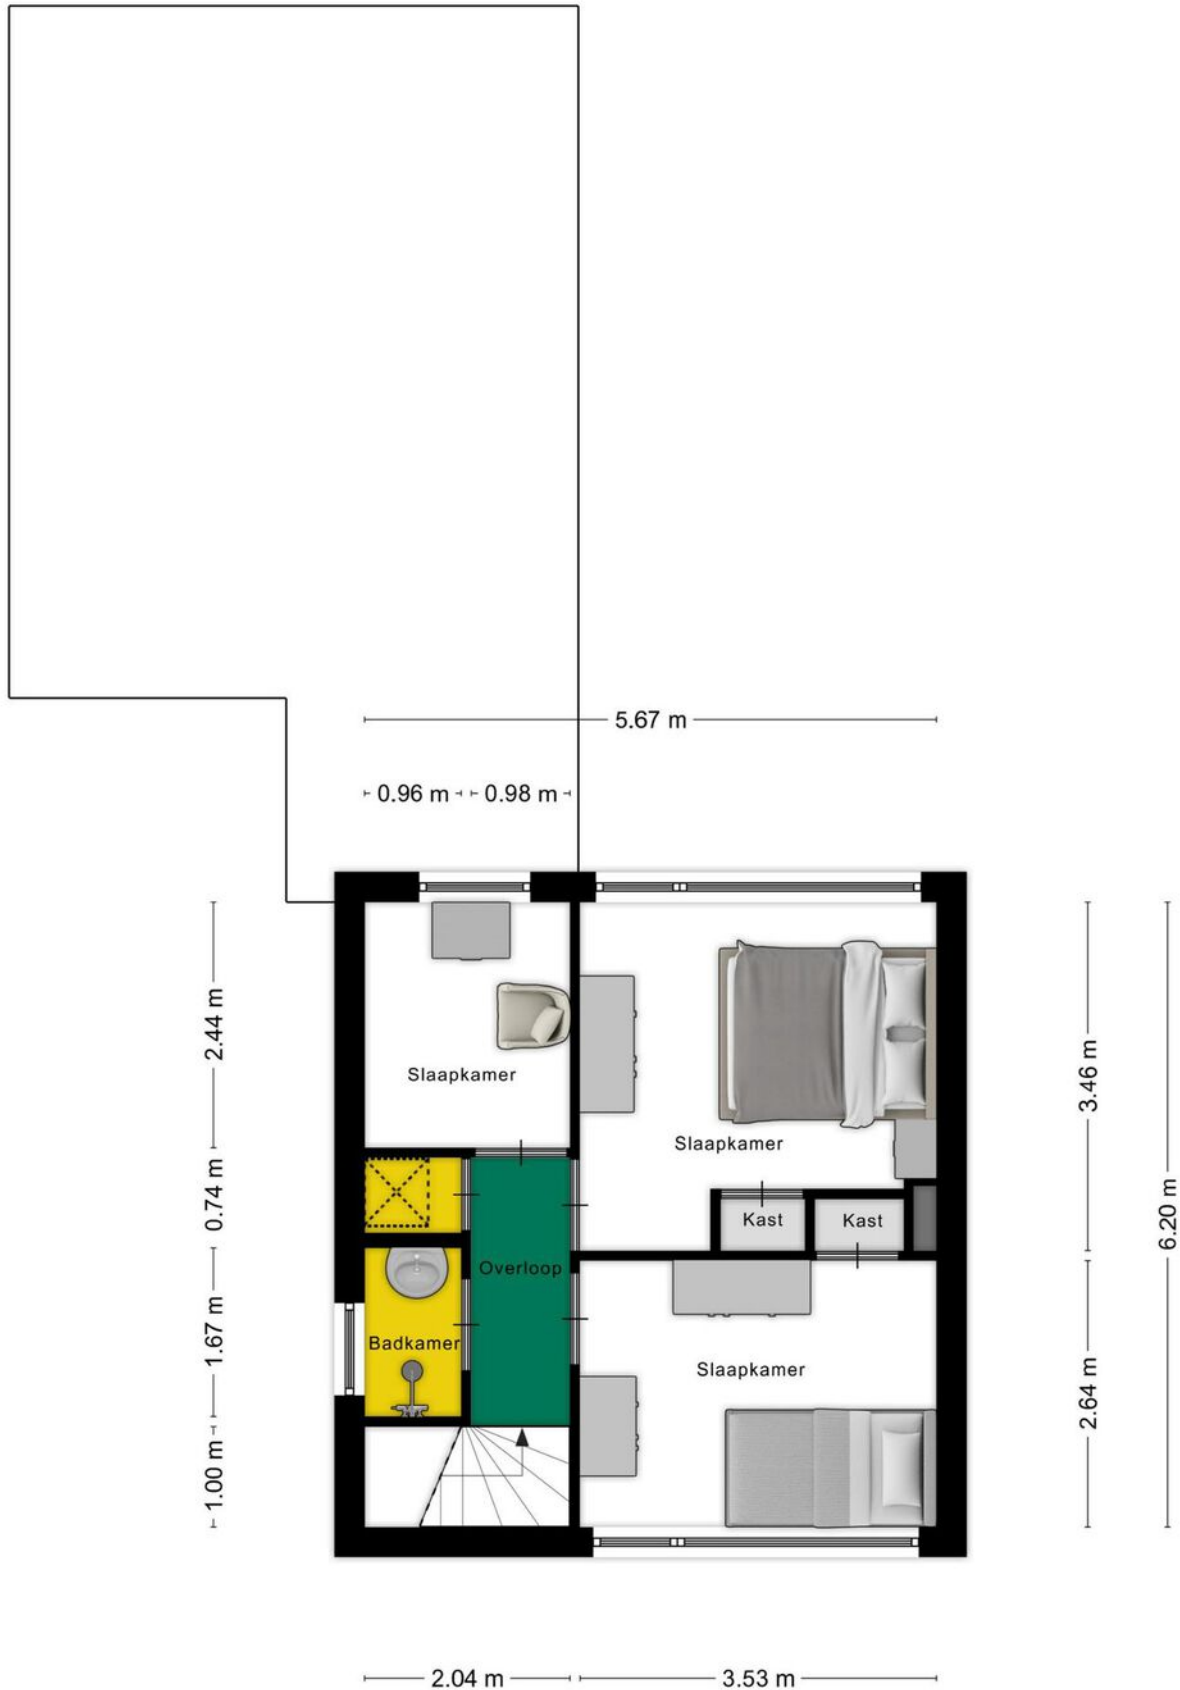 5.67 m
0.96 m
0.98 m
2.44 m
0.74 m
1.67 m
1.00 m
3.46 m
2.64 m
6.20 m
Slaapkamer
Slaapkamer
Kast
Kast
Overloop
Badkamer
Slaapkamer
2.04 m
3.53 m